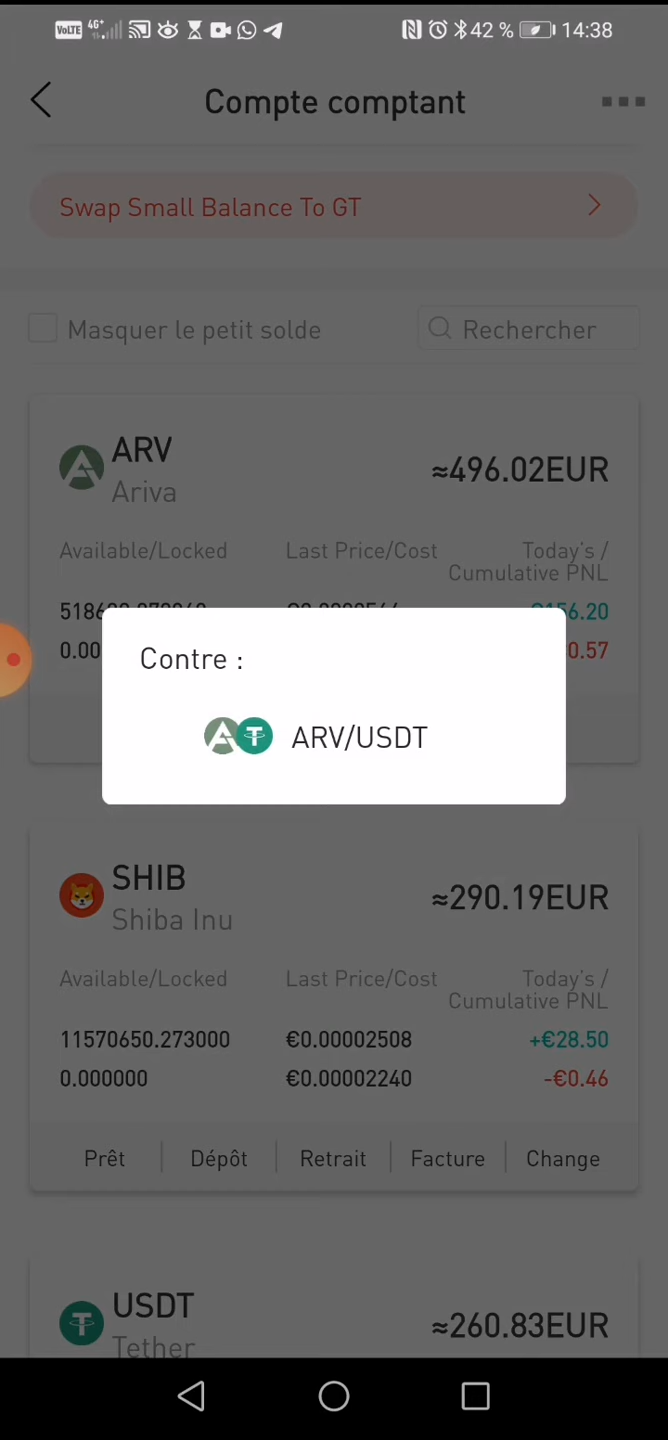 VoLTE 4G+ 42 % 14:38
Compte comptant
Swap Small Balance To GT
Masquer le petit solde Rechercher
ARV
≈496.02EUR
Ariva
Available/Locked Last Price/Cost Today's /
Cumulative PNL
Contre :
ARV/USDT
SHIB
≈290.19EUR
Shiba Inu
Available/Locked Last Price/Cost Today's /
Cumulative PNL
11570650.273000 €0.00002508 +€28.50
0.000000 €0.00002240 -€0.46
Prêt Dépôt Retrait Facture Change
USDT
≈260.83EUR
Tether